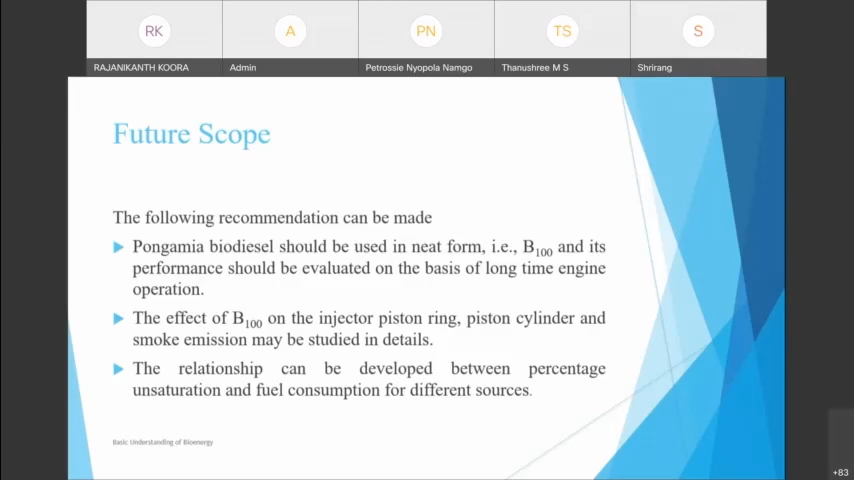 RK
A
PN
TS
S
RAJANIKANTH KOORA
Admin
Petrossie Nyopola Namgo
Thanushree M S
Shrirang
Future Scope
The following recommendation can be made
Pongamia biodiesel should be used in neat form, i.e., B100 and its
performance should be evaluated on the basis of long time engine
operation.
The effect of B100 on the injector piston ring, piston cylinder and
smoke emission may be studied in details.
The relationship can be developed between percentage
unsaturation and fuel consumption for different sources.
Basic Understanding of Bioenergy
+83